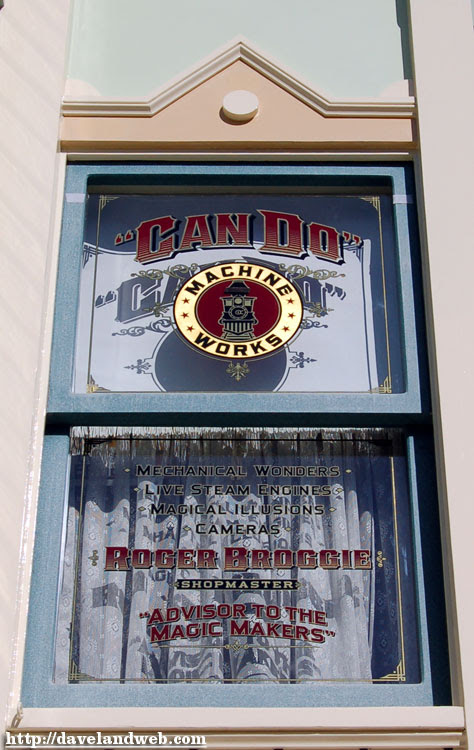 "CAN DO"
MACHINE
WORKS
MECHANICAL WONDERS
LIVE STEAM ENGINES
MAGICAL ILLUSIONS
CAMERAS
ROGER BROGGIE
SHOPMASTER
"ADVISOR TO THE
MAGIC MAKERS"
http://davelandweb.com/